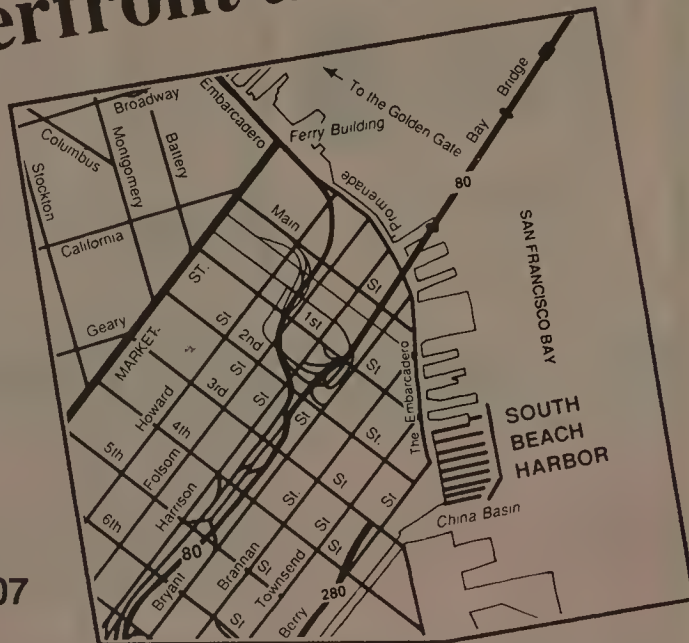 erfront
Embarcadero
To the Golden Gate
Bay Bridge
Broadway
Ferry Building
Columbus
Montgomery
Battery
Stockton
Promenade
80
California
Main
St
SAN FRANCISCO BAY
ST.
Geary
MARKET
St
2nd
1st
St
St
Howard
3rd
St
St
The Embarcadero
SOUTH
BEACH
HARBOR
5th
4th
Folsom
St.
St
St
China Basin
6th
Harrison
St.
St
St
80
Bryant
Brannan
St
Townsend
280
Berry
St
07